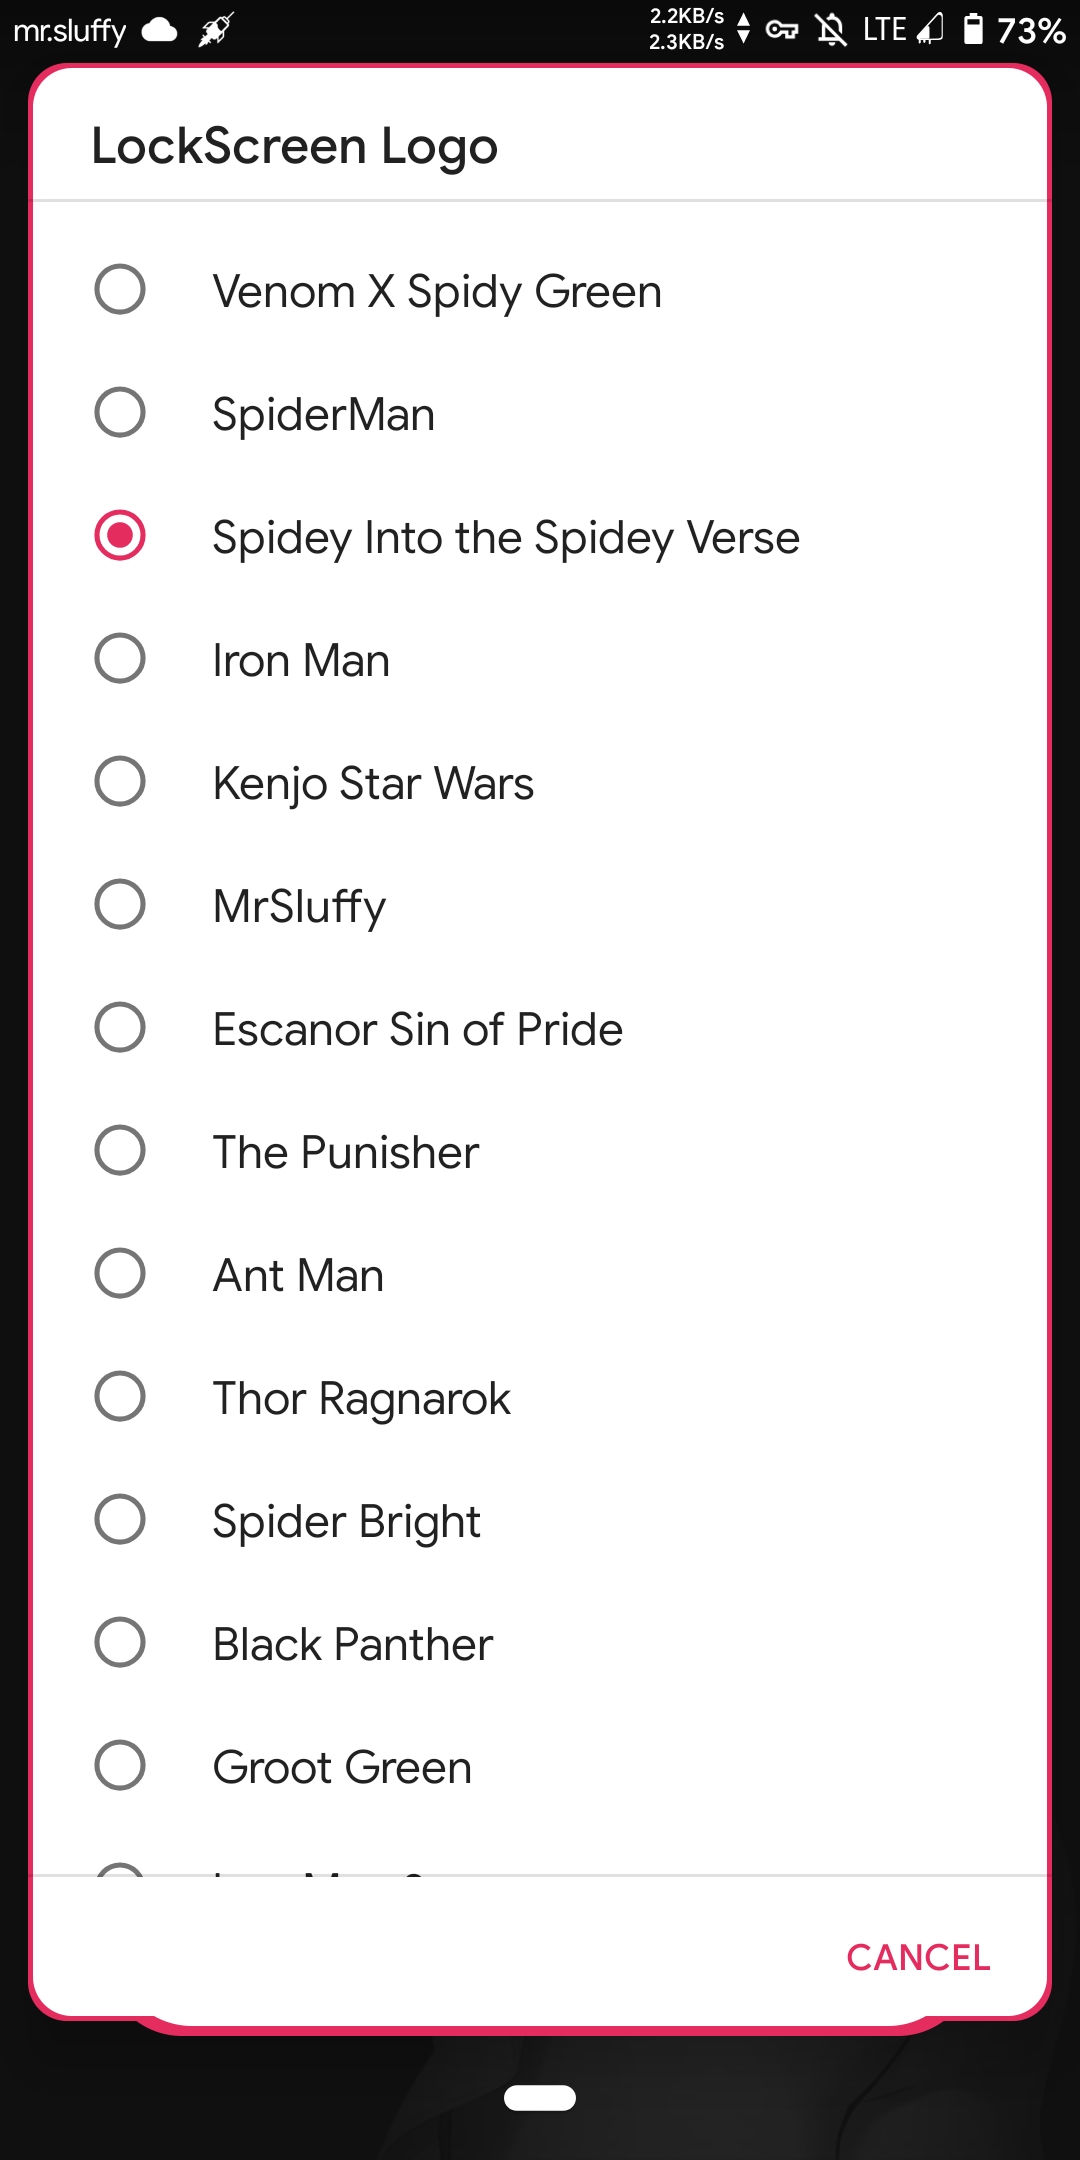 mr.sluffy
2.2KB/s
2.3KB/s
LTE
73%
LockScreen Logo
Venom X Spidy Green
SpiderMan
Spidey Into the Spidey Verse
Iron Man
Kenjo Star Wars
MrSluffy
Escanor Sin of Pride
The Punisher
Ant Man
Thor Ragnarok
Spider Bright
Black Panther
Groot Green
CANCEL